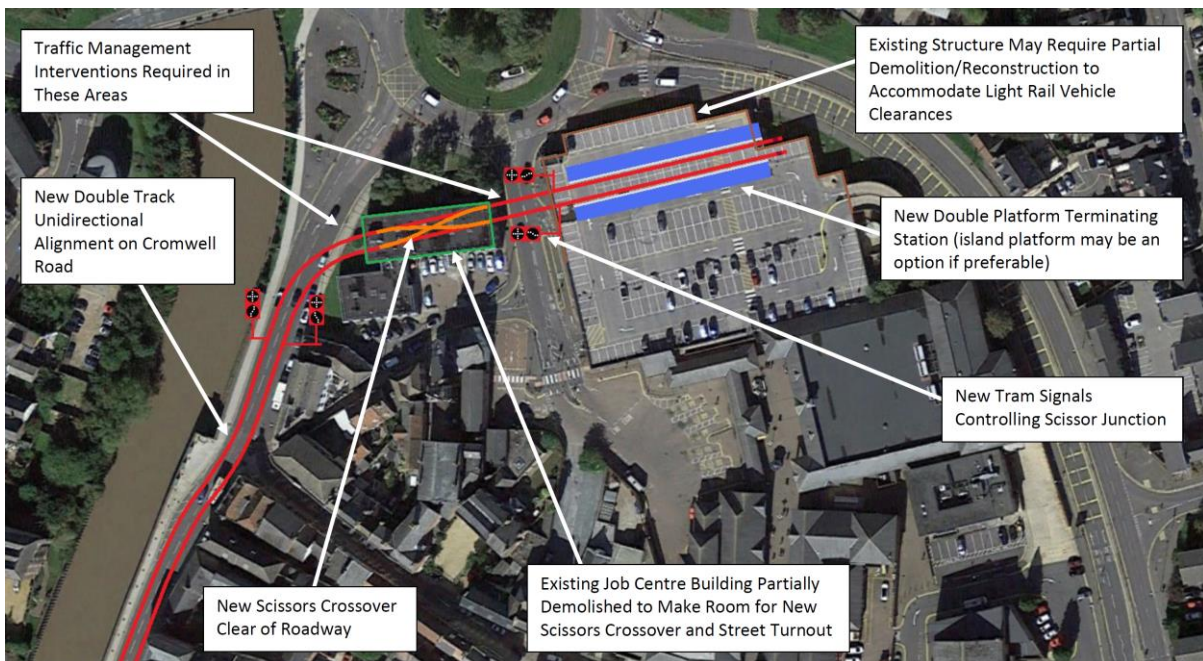 Traffic Management
Interventions Required in
These Areas
Existing Structure May Require Partial
Demolition/Reconstruction to
Accommodate Light Rail Vehicle
Clearances
New Double Track
Unidirectional
Alignment on Cromwell
Road
New Double Platform Terminating
Station (island platform may be an
option if preferable)
New Tram Signals
Controlling Scissor Junction
New Scissors Crossover
Clear of Roadway
Existing Job Centre Building Partially
Demolished to Make Room for New
Scissors Crossover and Street Turnout